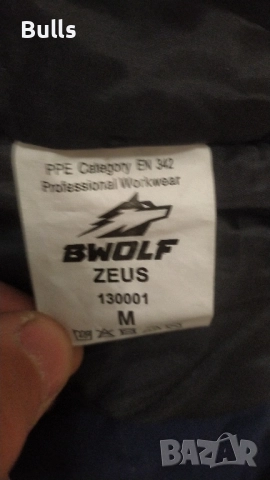 Bulls
PPE Category EN 342
Professional Workwear
BWOLF
ZEUS
130001
M
BAZAR